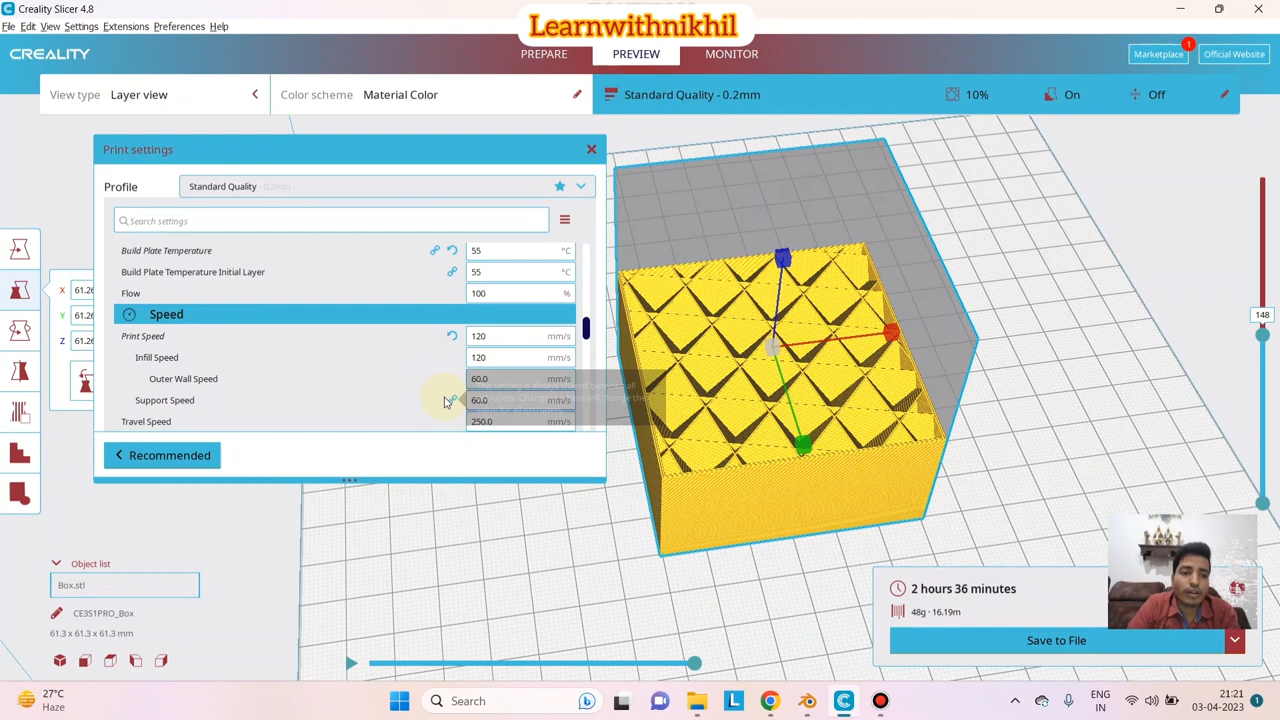 Creality Slicer 4.8
Learnwithnikhil
File Edit View Settings Extensions Preferences Help
CREALITY
PREPARE
PREVIEW
MONITOR
Marketplace
1
Official Website
View type
Layer view
Color scheme
Material Color
Standard Quality - 0.2mm
10%
On
Off
Print settings
Profile
Standard Quality - 0.2mm
Search settings
Build Plate Temperature 55 °C
Build Plate Temperature Initial Layer 55 °C
Flow 100 %
Speed
Print Speed 120 mm/s
Infill Speed 120 mm/s
Outer Wall Speed 60.0 mm/s
Support Speed 60.0 mm/s
Travel Speed 250.0 mm/s
Recommended
X 61.26
Y 61.26
Z 61.26
148
Object list
Box.stl
CE3S1PRO_Box
61.3 x 61.3 x 61.3 mm
2 hours 36 minutes
48g · 16.19m
Save to File
27°C
Haze
Search
ENG
IN
21:21
03-04-2023
1